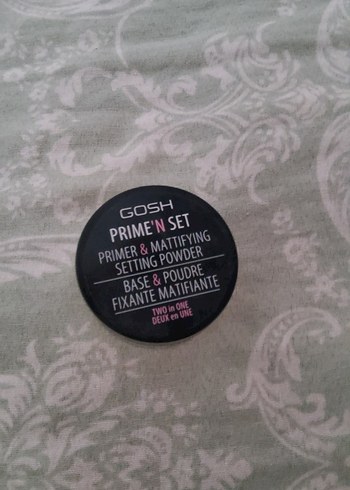 GOSH
PRIME'N SET
PRIMER & MATTIFYING
SETTING POWDER
BASE & POUDRE
FIXANTE MATIFIANTE
TWO in ONE
DEUX en UNE